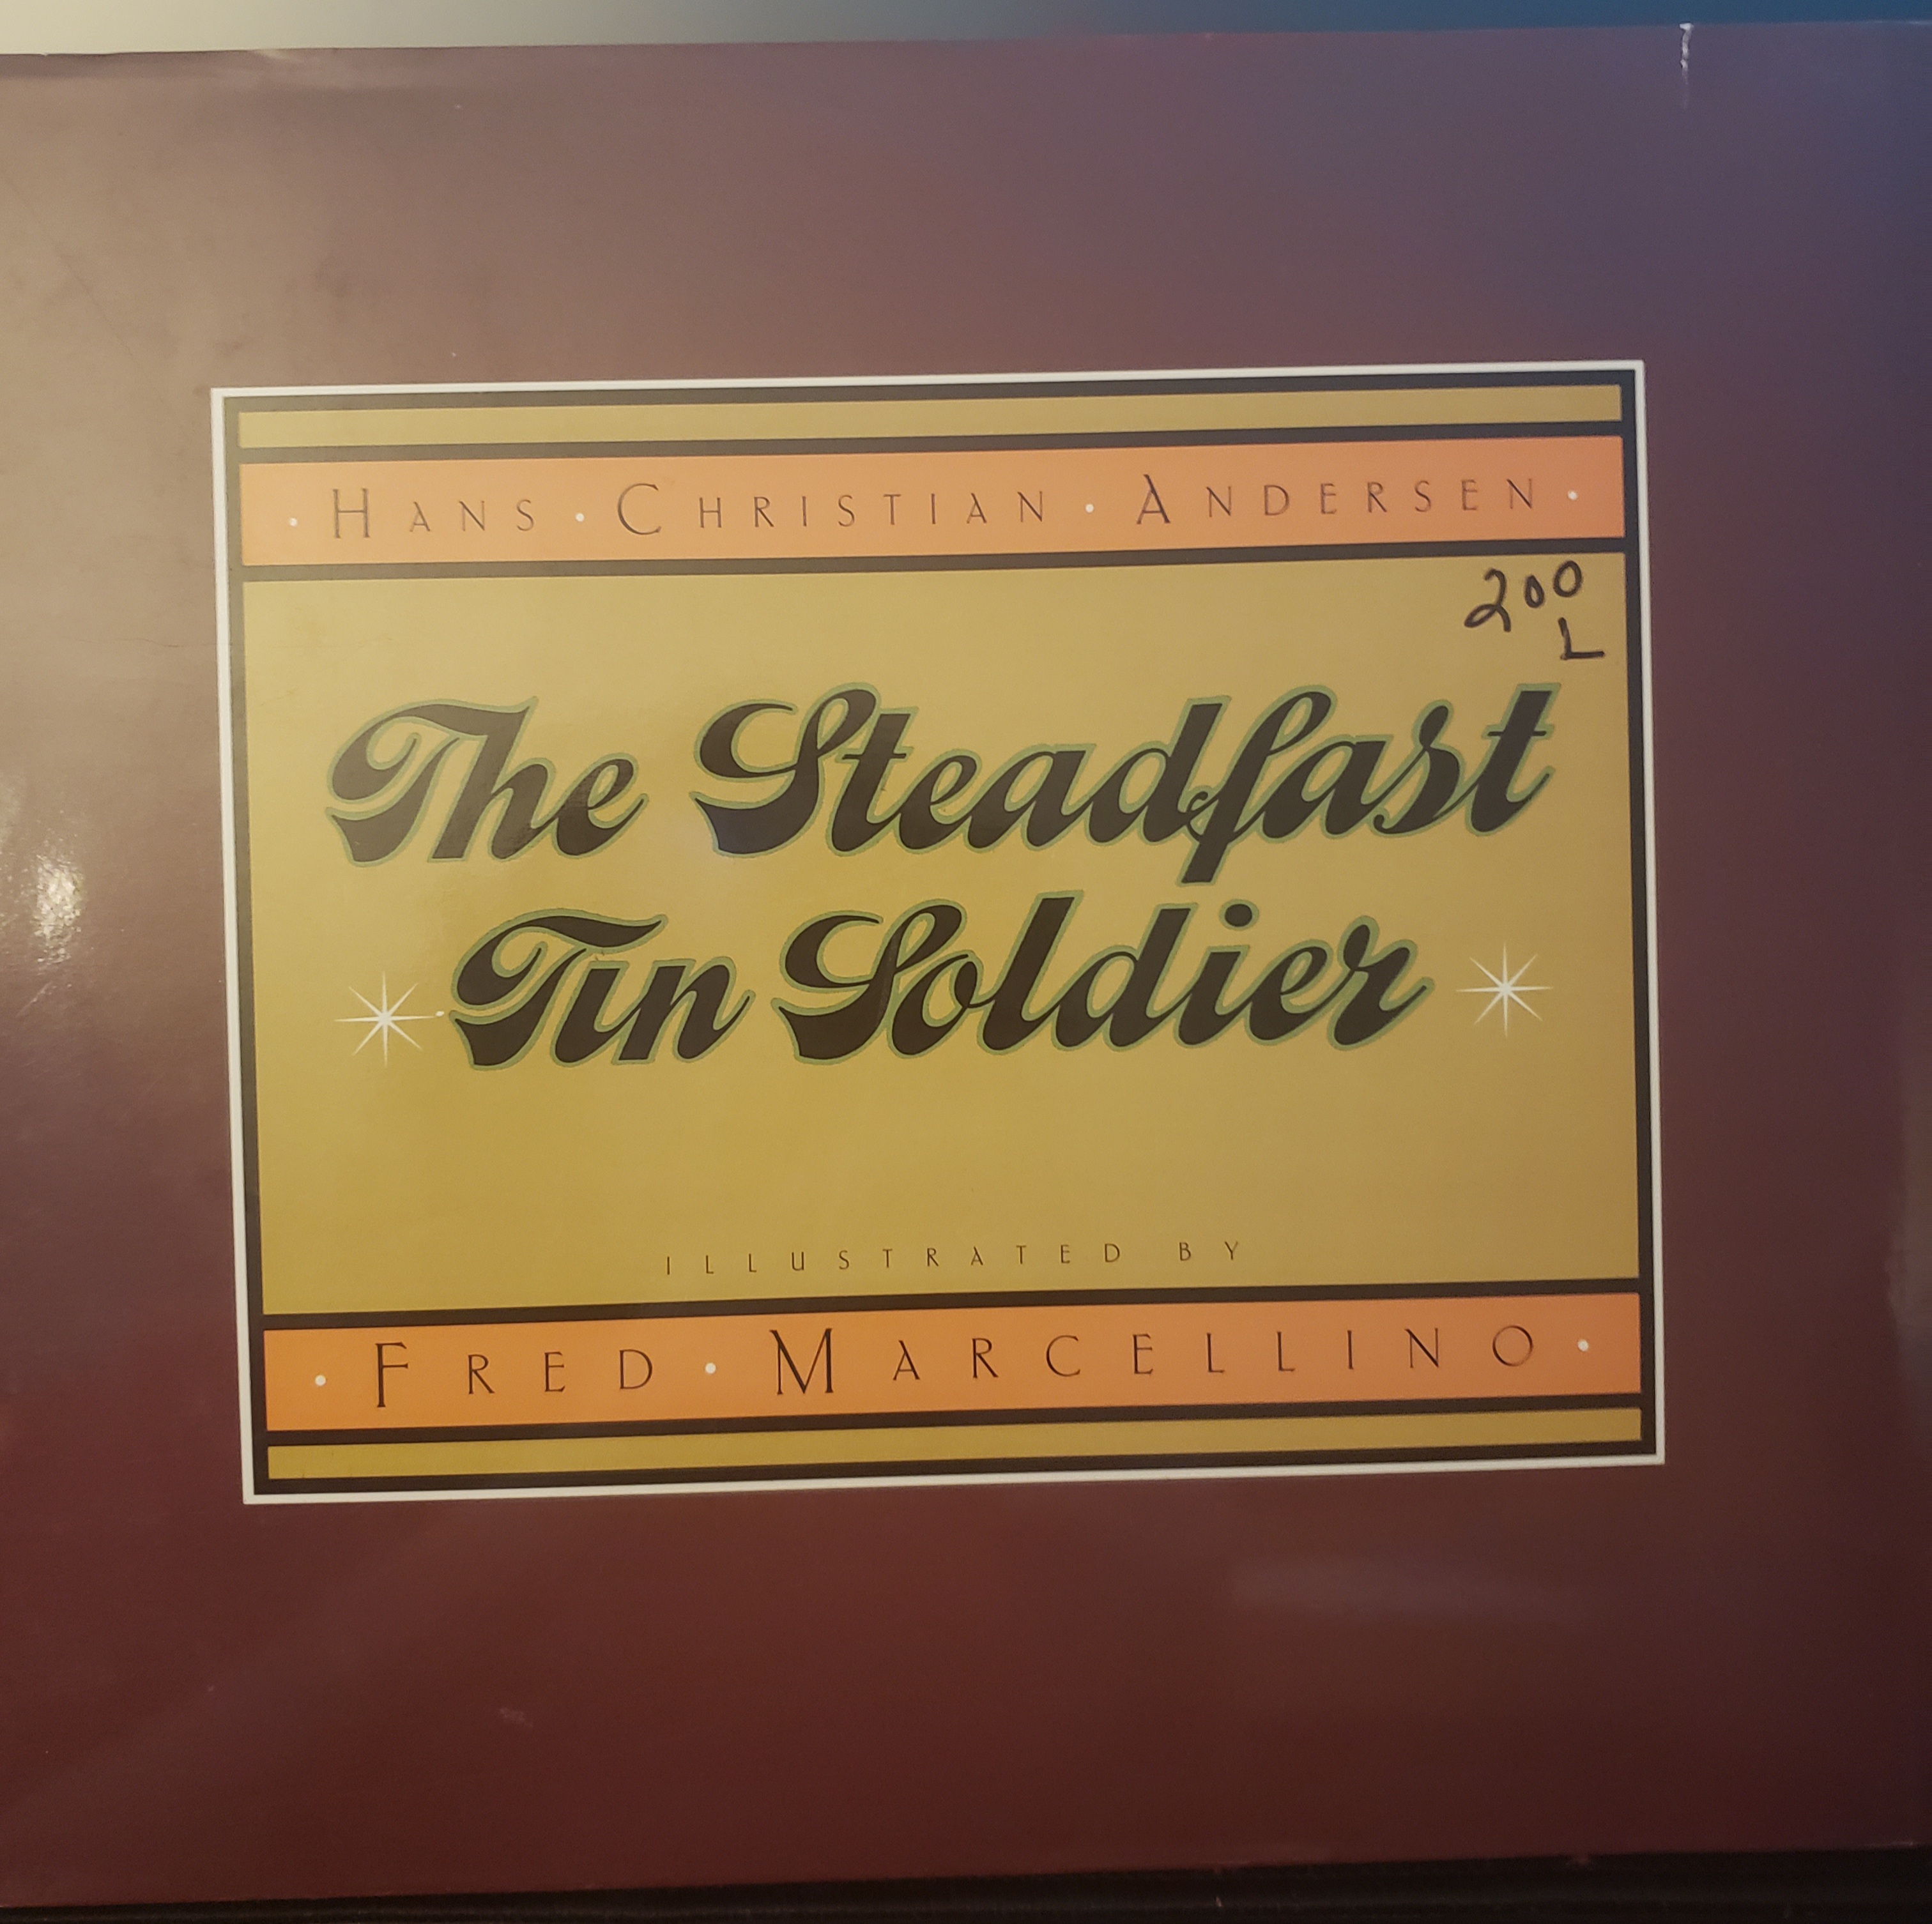 HANS · CHRISTIAN · ANDERSEN
200
L
The Steadfast
Tin Soldier
ILLUSTRATED BY
FRED · MARCELLINO